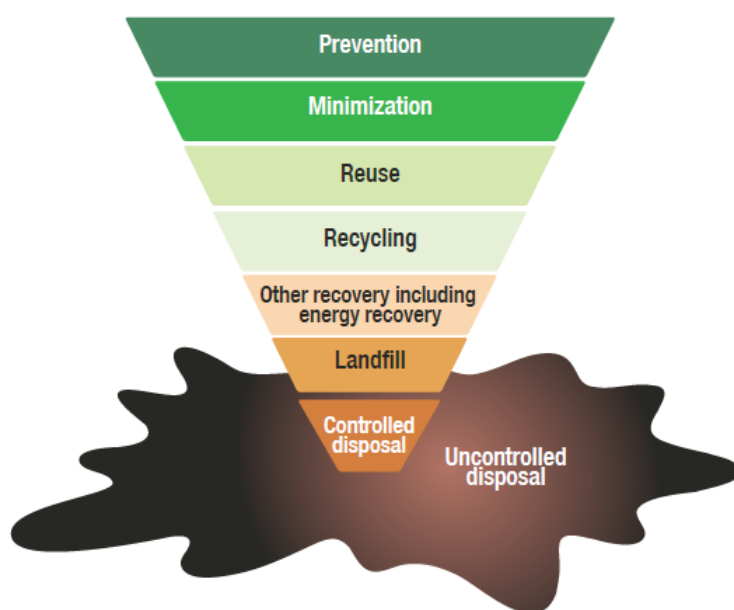 Prevention
Minimization
Reuse
Recycling
Other recovery including
energy recovery
Landfill
Controlled
disposal
Uncontrolled
disposal